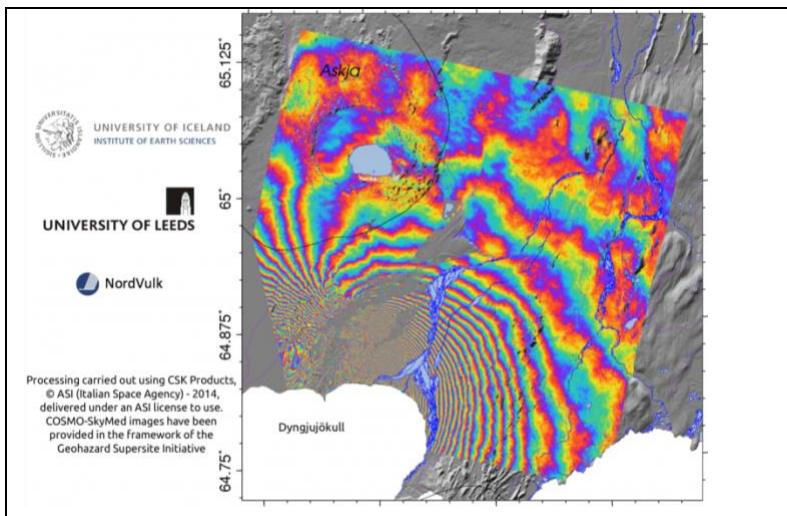 65.125°
Askja
UNIVERSITY OF ICELAND
INSTITUTE OF EARTH SCIENCES
65°
UNIVERSITY OF LEEDS
NordVulk
64.875°
Processing carried out using CSK Products,
© ASI (Italian Space Agency) - 2014,
delivered under an ASI license to use.
COSMO-SkyMed images have been
provided in the framework of the
Geohazard Supersite Initiative
Dyngjujökull
64.75°